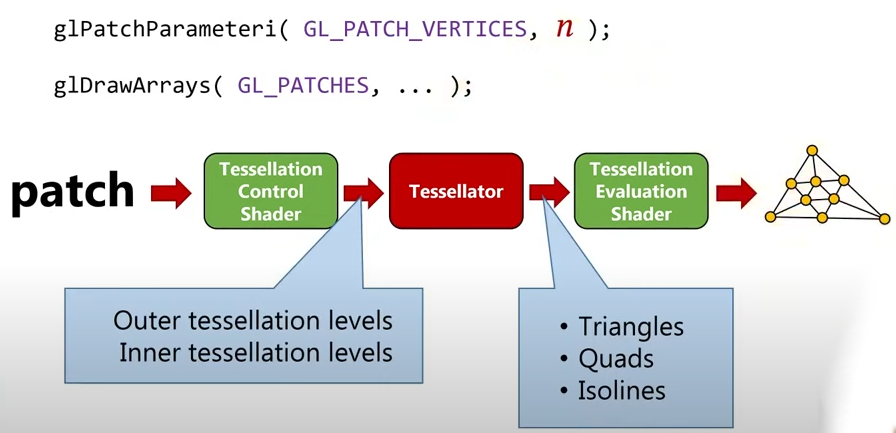 glPatchParameteri( GL_PATCH_VERTICES, n );
glDrawArrays( GL_PATCHES, ... );
patch
Tessellation
Control
Shader
Tessellator
Tessellation
Evaluation
Shader
Outer tessellation levels
Inner tessellation levels
• Triangles
• Quads
• Isolines